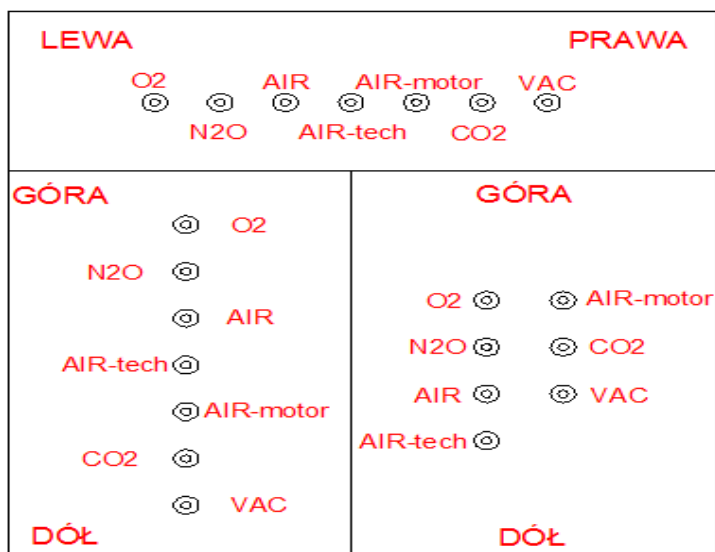 LEWA PRAWA
O2 AIR AIR-motor VAC
N2O AIR-tech CO2
GÓRA
O2
N2O
AIR
AIR-tech
AIR-motor
CO2
VAC
DÓŁ
GÓRA
O2 AIR-motor
N2O CO2
AIR VAC
AIR-tech
DÓŁ